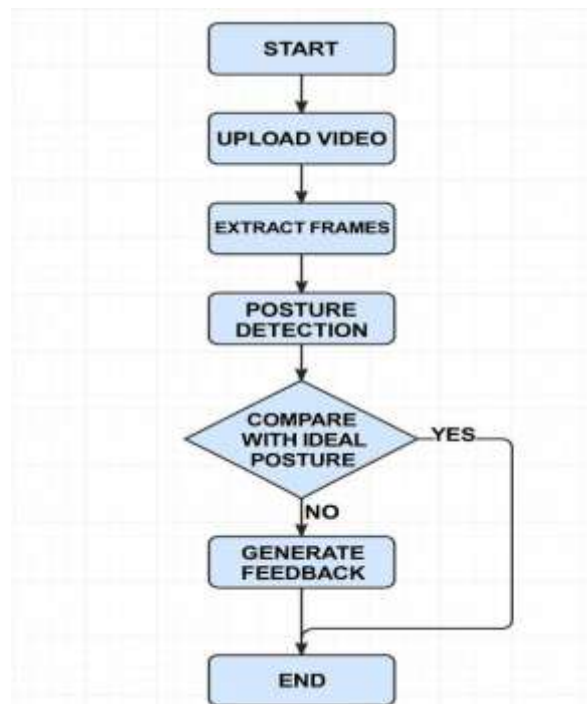 START
UPLOAD VIDEO
EXTRACT FRAMES
POSTURE
DETECTION
COMPARE
WITH IDEAL
POSTURE
YES
NO
GENERATE
FEEDBACK
END